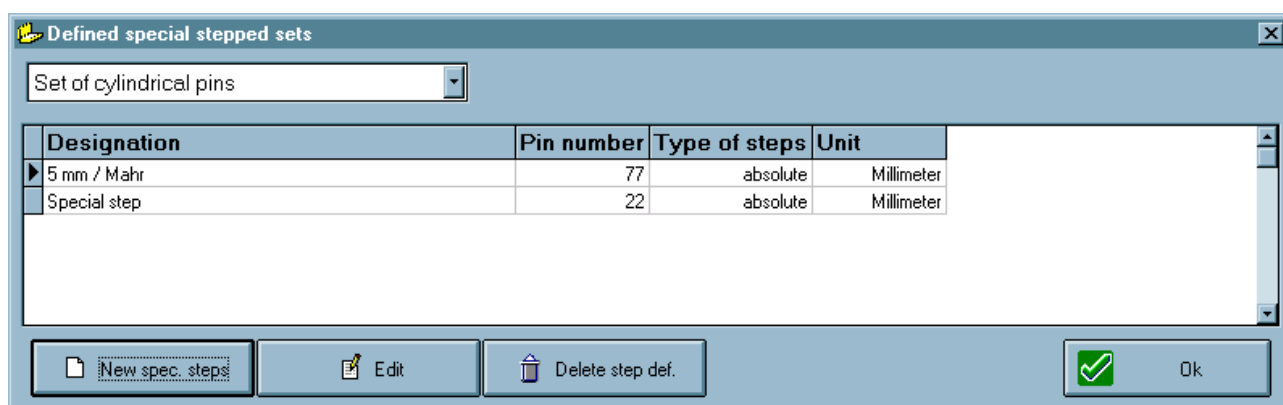 Defined special stepped sets
Set of cylindrical pins
Designation Pin number Type of steps Unit
5 mm / Mahr 77 absolute Millimeter
Special step 22 absolute Millimeter
New spec. steps Edit Delete step def. Ok